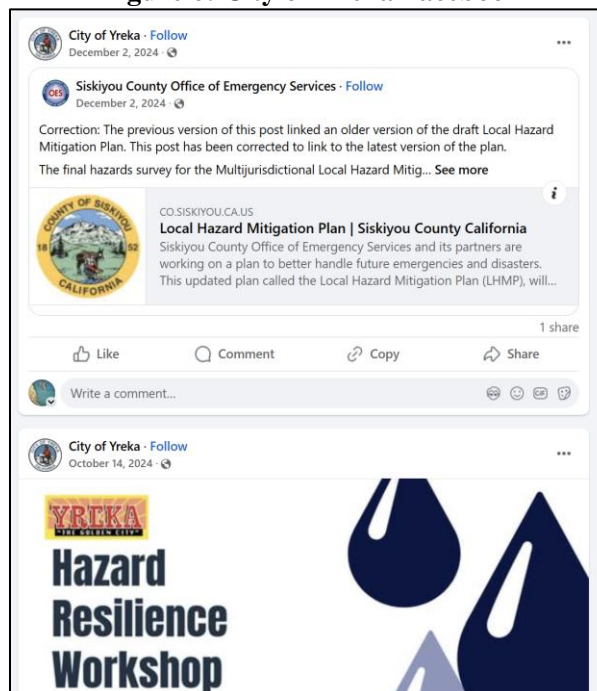 City of Yreka · Follow
December 2, 2024 ·
Siskiyou County Office of Emergency Services · Follow
December 2, 2024 ·
Correction: The previous version of this post linked an older version of the draft Local Hazard
Mitigation Plan. This post has been corrected to link to the latest version of the plan.
The final hazards survey for the Multijurisdictional Local Hazard Mitig... See more
COUNTY OF SISKIYOU
18 52
CALIFORNIA
CO.SISKIYOU.CA.US
Local Hazard Mitigation Plan | Siskiyou County California
Siskiyou County Office of Emergency Services and its partners are
working on a plan to better handle future emergencies and disasters.
This updated plan called the Local Hazard Mitigation Plan (LHMP), will...
1 share
Like Comment Copy Share
Write a comment...
City of Yreka · Follow
October 14, 2024 ·
YREKA
"THE GOLDEN CITY"
Hazard
Resilience
Workshop